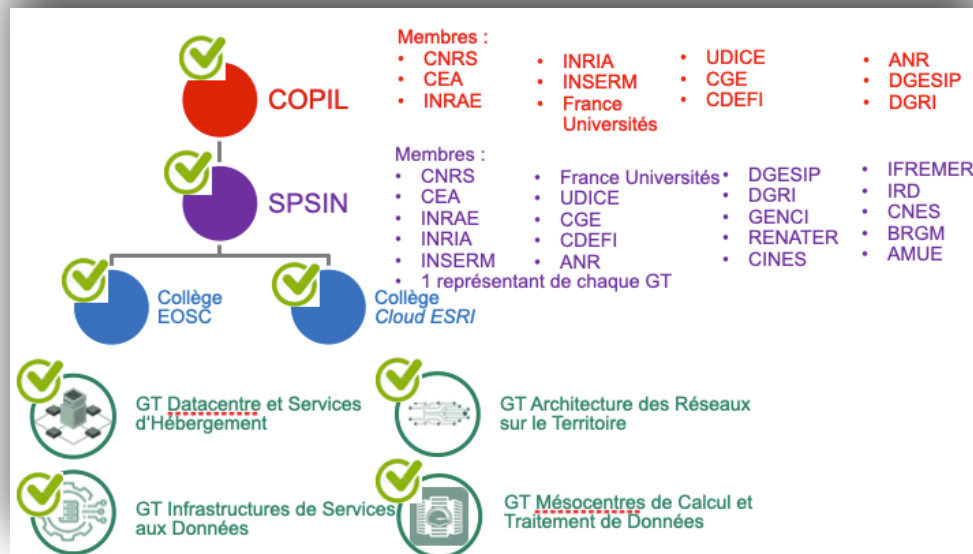 COPIL
Membres :
• CNRS
• CEA
• INRAE
• INRIA
• INSERM
• France
Universités
• UDICE
• CGE
• CDEFI
• ANR
• DGESIP
• DGRI
SPSIN
Membres :
• CNRS
• CEA
• INRAE
• INRIA
• INSERM
• 1 représentant de chaque GT
• France Universités
• UDICE
• CGE
• CDEFI
• ANR
• DGESIP
• DGRI
• GENCI
• RENATER
• CINES
• IFREMER
• IRD
• CNES
• BRGM
• AMUE
Collège
EOSC
Collège
Cloud ESRI
GT Datacentre et Services
d'Hébergement
GT Architecture des Réseaux
sur le Territoire
GT Infrastructures de Services
aux Données
GT Mésocentres de Calcul et
Traitement de Données